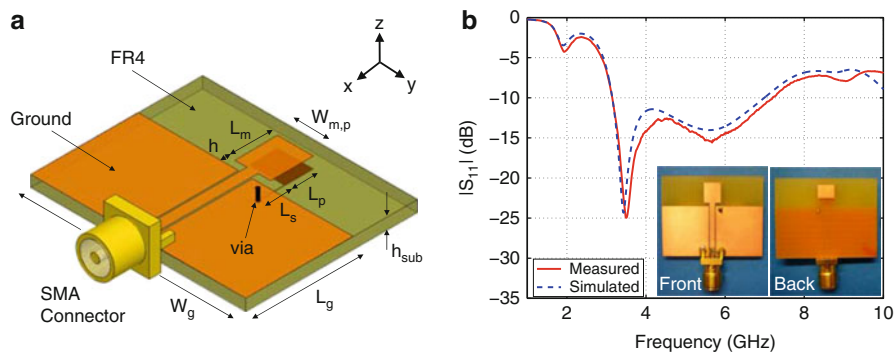 a
FR4
Ground
h
L_m
W_m,p
z
x
y
L_p
L_s
via
h_sub
SMA
Connector
W_g
L_g
b
0
−5
−10
−15
−20
−25
−30
−35
|S_11| (dB)
2
4
6
8
10
Frequency (GHz)
Measured
Simulated
Front
Back